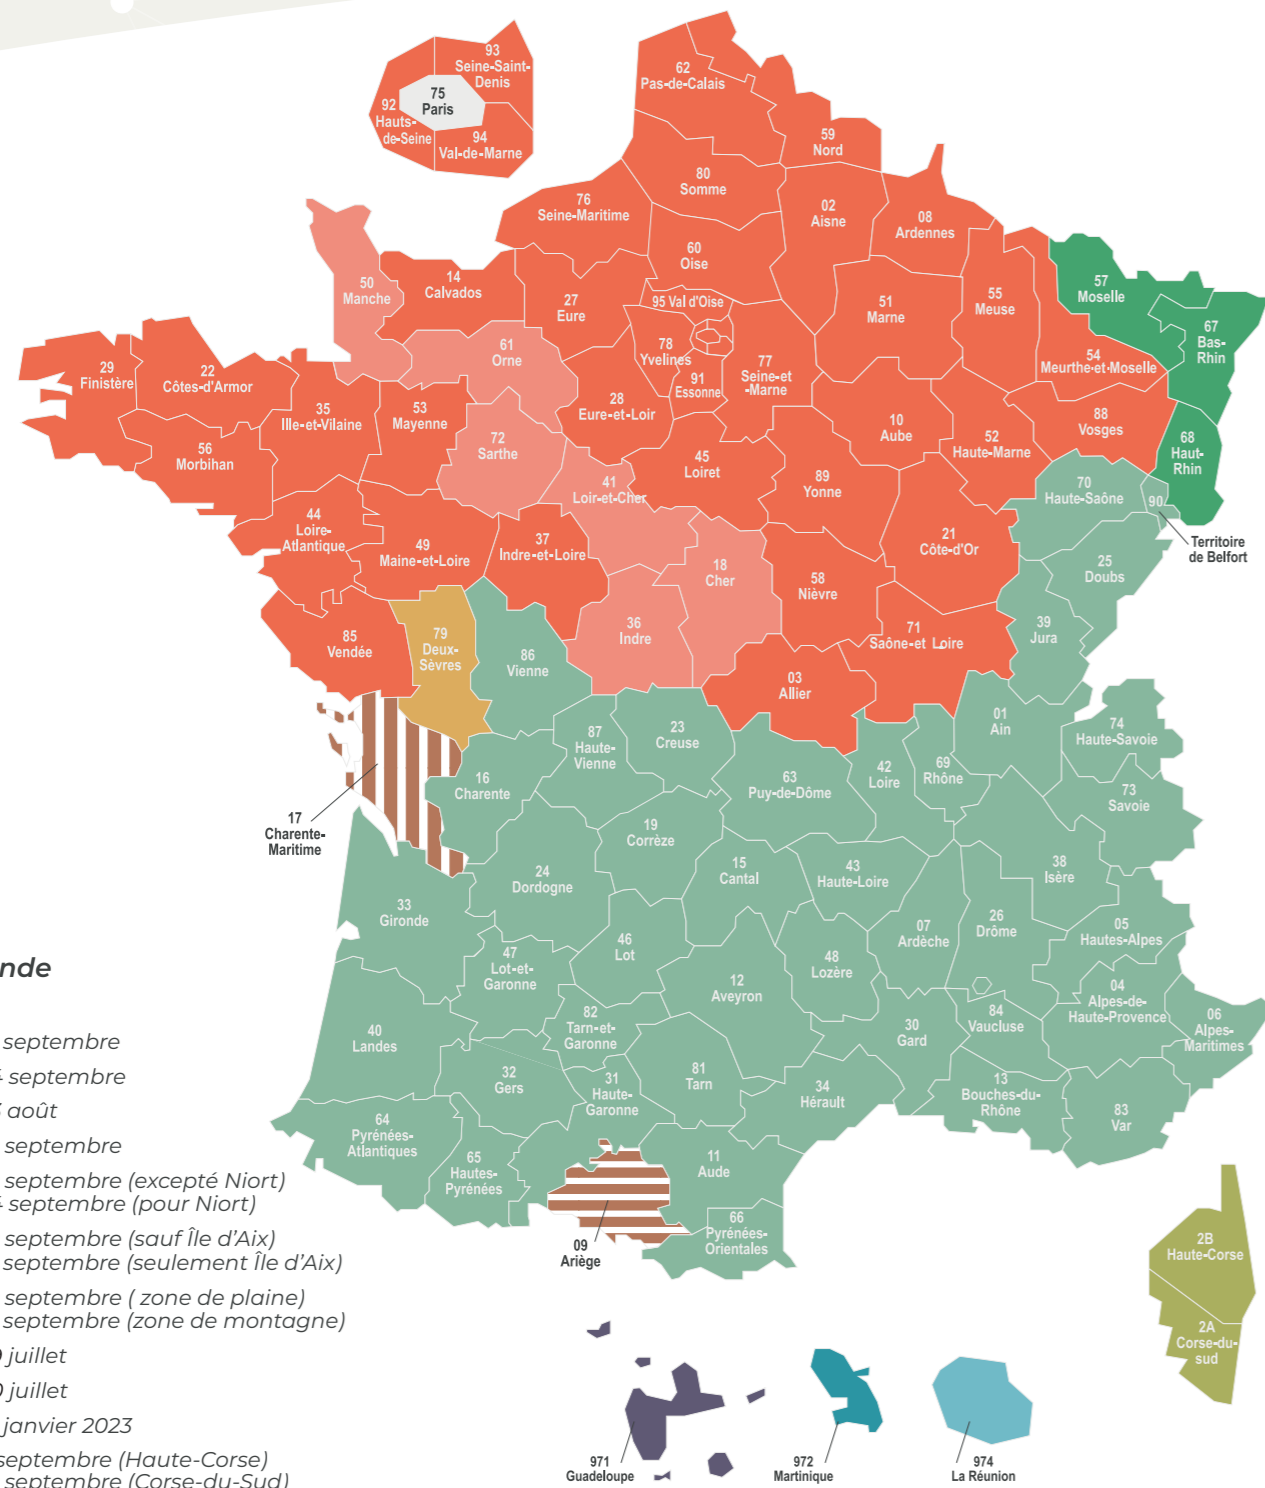 93
Seine-Saint-
Denis
75
Paris
92
Hauts-
de-Seine
94
Val-de-Marne
62
Pas-de-Calais
59
Nord
80
Somme
76
Seine-Maritime
02
Aisne
08
Ardennes
60
Oise
50
Manche
14
Calvados
27
Eure
95 Val d'Oise
51
Marne
55
Meuse
57
Moselle
67
Bas-
Rhin
61
Orne
78
Yvelines
91
Essonne
77
Seine-et
-Marne
54
Meurthe-et-Moselle
29
Finistère
22
Côtes-d'Armor
35
Ille-et-Vilaine
53
Mayenne
28
Eure-et-Loir
10
Aube
52
Haute-Marne
88
Vosges
68
Haut-
Rhin
56
Morbihan
72
Sarthe
41
Loir-et-Cher
45
Loiret
89
Yonne
70
Haute-Saône
90
Territoire
de Belfort
44
Loire-
Atlantique
49
Maine-et-Loire
37
Indre-et-Loire
18
Cher
58
Nièvre
21
Côte-d'Or
25
Doubs
85
Vendée
79
Deux-
Sèvres
86
Vienne
36
Indre
71
Saône-et Loire
39
Jura
03
Allier
01
Ain
74
Haute-Savoie
87
Haute-
Vienne
23
Creuse
63
Puy-de-Dôme
42
Loire
69
Rhône
73
Savoie
16
Charente
17
Charente-
Maritime
19
Corrèze
24
Dordogne
15
Cantal
43
Haute-Loire
38
Isère
33
Gironde
47
Lot-et-
Garonne
46
Lot
48
Lozère
07
Ardèche
26
Drôme
05
Hautes-Alpes
12
Aveyron
04
Alpes-de-
Haute-Provence
06
Alpes-
Maritimes
40
Landes
82
Tarn-et-
Garonne
30
Gard
84
Vaucluse
32
Gers
31
Haute-
Garonne
81
Tarn
34
Hérault
13
Bouches-du-
Rhône
83
Var
64
Pyrénées-
Atlantiques
65
Hautes-
Pyrénées
11
Aude
66
Pyrénées-
Orientales
09
Ariège
2B
Haute-Corse
2A
Corse-du-
sud
971
Guadeloupe
972
Martinique
974
La Réunion
nde
septembre
septembre
août
septembre
septembre (excepté Niort)
septembre (pour Niort)
septembre (sauf Île d'Aix)
septembre (seulement Île d'Aix)
septembre ( zone de plaine)
septembre (zone de montagne)
juillet
juillet
janvier 2023
septembre (Haute-Corse)
septembre (Corse-du-Sud)